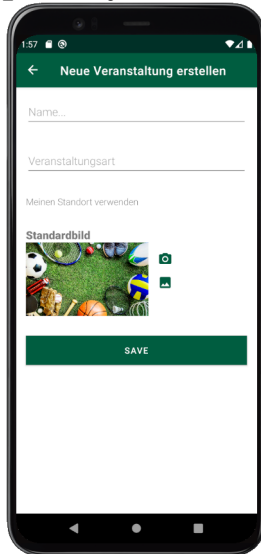 1:57
Neue Veranstaltung erstellen
Name...
Veranstaltungsart
Meinen Standort verwenden
Standardbild
SAVE